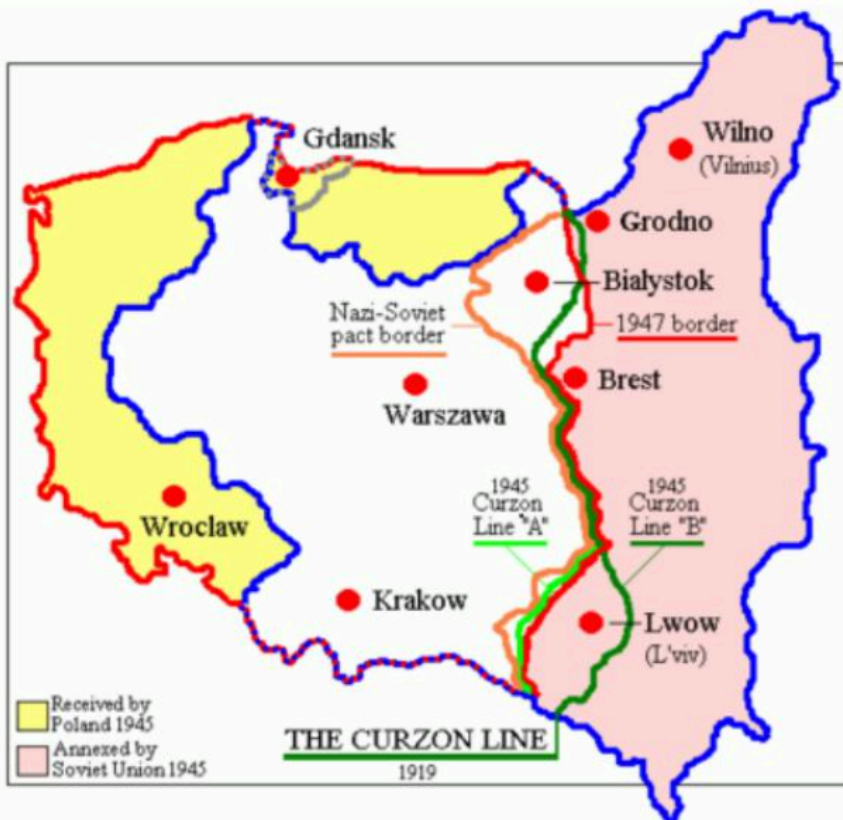 Gdansk
Wilno
(Vilnius)
Grodno
Białystok
Nazi-Soviet
pact border
1947 border
Brest
Warszawa
1945
Curzon
Line "A"
1945
Curzon
Line "B"
Wroclaw
Krakow
Lwow
(L'viv)
Received by
Poland 1945
Annexed by
Soviet Union 1945
THE CURZON LINE
1919